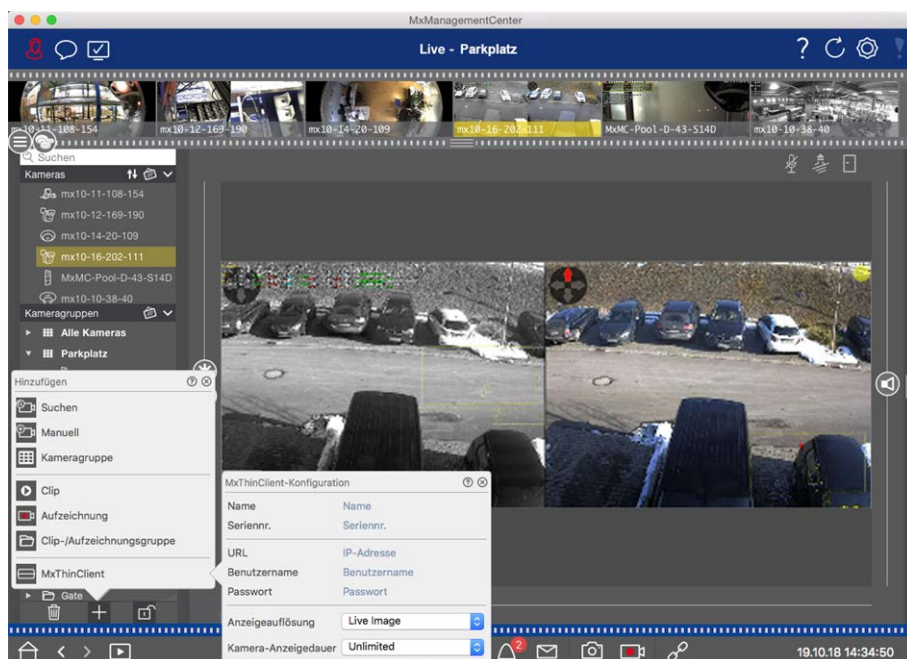 MxManagementCenter
Live - Parkplatz
mx10-11-108-154
mx10-12-169-190
mx10-14-20-109
mx10-16-202-111
MxMC-Pool-D-43-S14D
mx10-10-38-40
Suchen
Kameras
mx10-11-108-154
mx10-12-169-190
mx10-14-20-109
mx10-16-202-111
MxMC-Pool-D-43-S14D
mx10-10-38-40
Kameragruppen
Alle Kameras
Parkplatz
Hinzufügen
Suchen
Manuell
Kameragruppe
Clip
Aufzeichnung
Clip-/Aufzeichnungsgruppe
MxThinClient
Gate
MxThinClient-Konfiguration
Name Name
Seriennr. Seriennr.
URL IP-Adresse
Benutzername Benutzername
Passwort Passwort
Anzeigeauflösung Live Image
Kamera-Anzeigedauer Unlimited
2
19.10.18 14:34:50